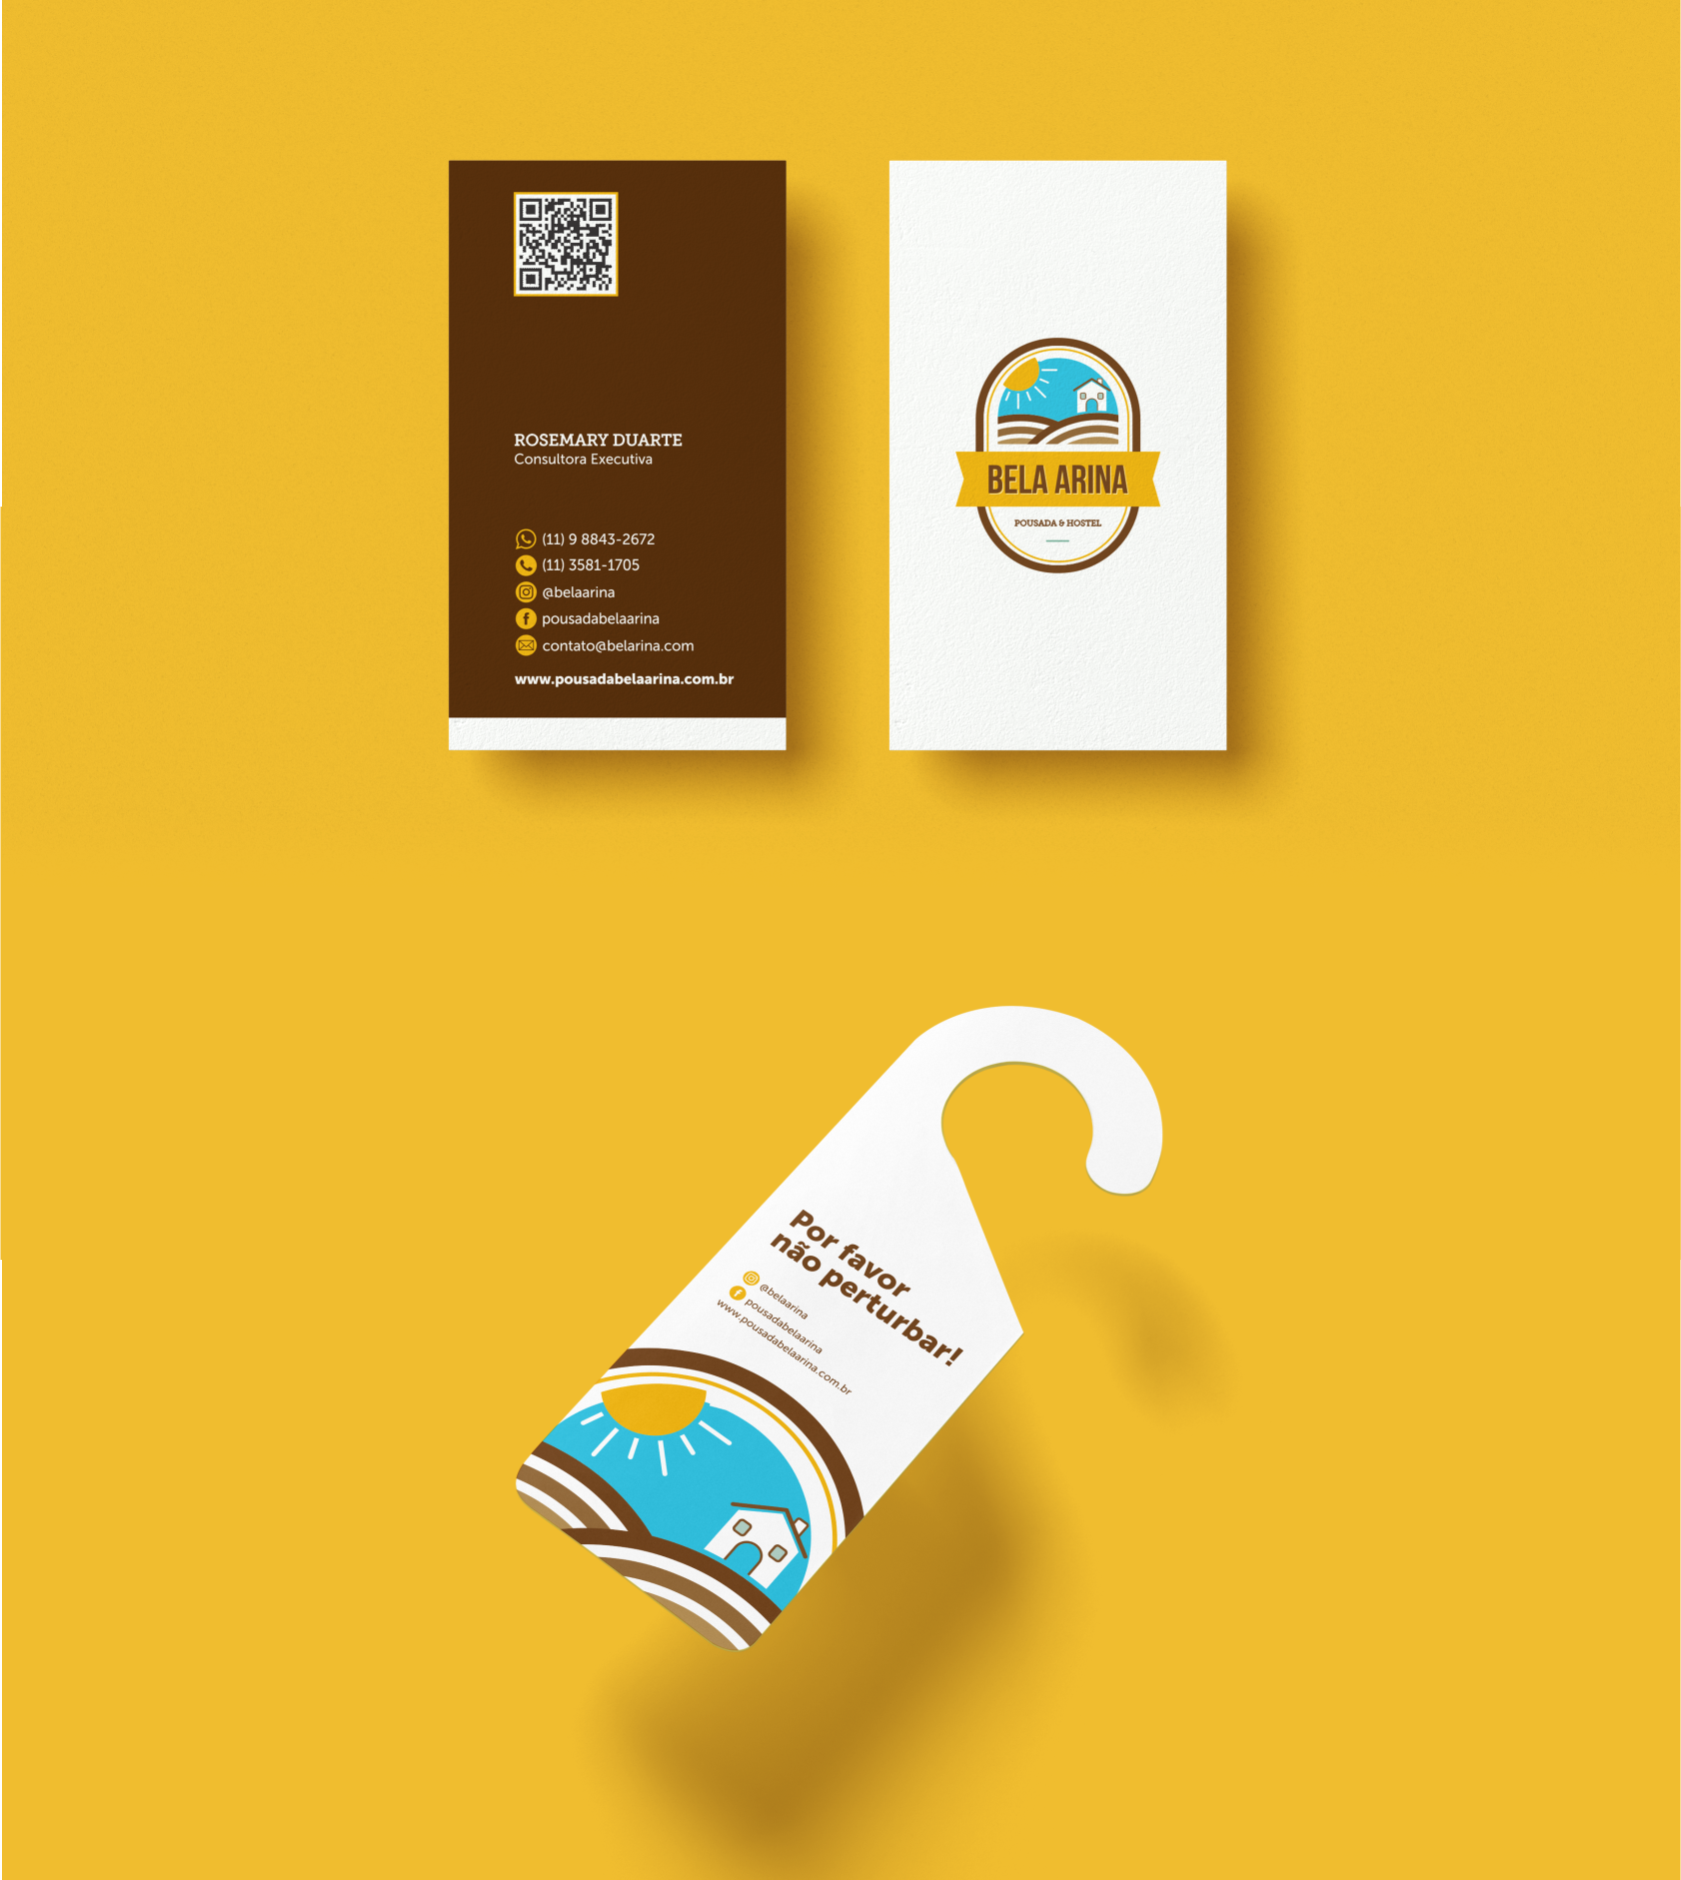 ROSEMARY DUARTE
Consultora Executiva
(11) 9 8843-2672
(11) 3581-1705
@belaarina
pousadabelaarina
contato@belarina.com
www.pousadabelaarina.com.br
BELA ARINA
POUSADA & HOSTEL
Por favor
não perturbar!
@belaarina
pousadabelaarina
www.pousadabelaarina.com.br